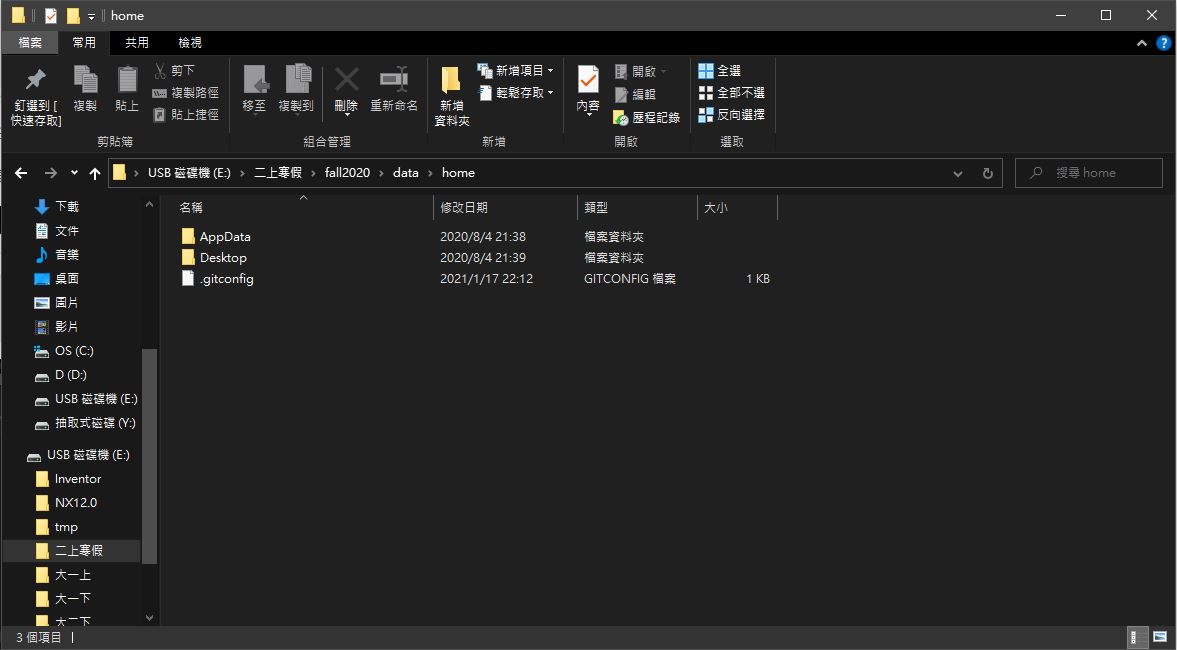 home
檔案 常用 共用 檢視
釘選到 [
快速存取]
複製
貼上
剪下
複製路徑
貼上捷徑
剪貼簿
移至
複製到
刪除
重新命名
組合管理
新增
資料夾
新增項目
輕鬆存取
新增
內容
開啟
編輯
歷程記錄
開啟
全選
全部不選
反向選擇
選取
USB 磁碟機 (E:) › 二上寒假 › fall2020 › data › home
搜尋 home
下載
文件
音樂
桌面
圖片
影片
OS (C:)
D (D:)
USB 磁碟機 (E:)
抽取式磁碟 (Y:)
USB 磁碟機 (E:)
Inventor
NX12.0
tmp
二上寒假
大一上
大一下
大二下
名稱 修改日期 類型 大小
AppData 2020/8/4 21:38 檔案資料夾
Desktop 2020/8/4 21:39 檔案資料夾
.gitconfig 2021/1/17 22:12 GITCONFIG 檔案 1 KB
3 個項目